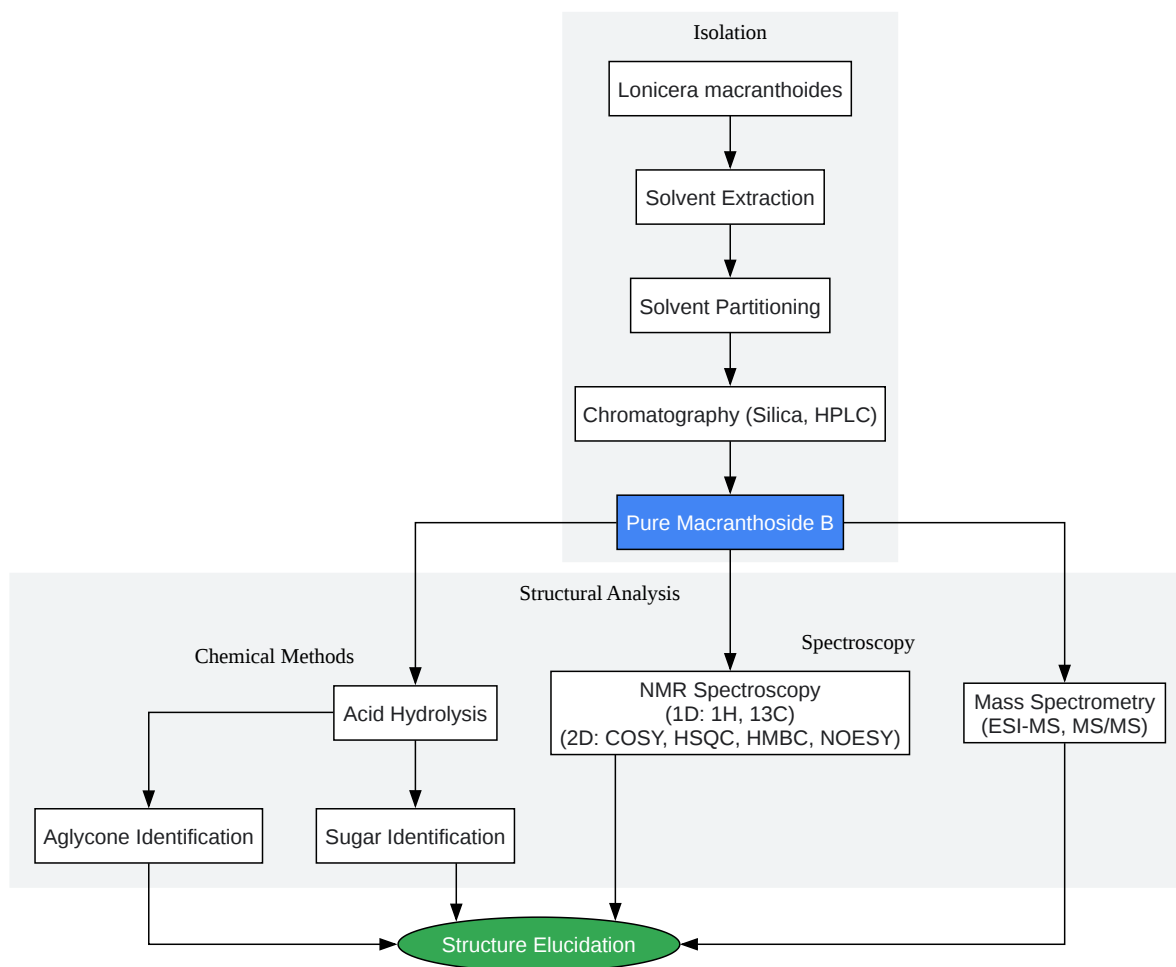 Isolation
Lonicera macranthoides
Solvent Extraction
Solvent Partitioning
Chromatography (Silica, HPLC)
Pure Macranthoside B
Structural Analysis
Chemical Methods
Spectroscopy
Acid Hydrolysis
NMR Spectroscopy
(1D: 1H, 13C)
(2D: COSY, HSQC, HMBC, NOESY)
Mass Spectrometry
(ESI-MS, MS/MS)
Aglycone Identification
Sugar Identification
Structure Elucidation